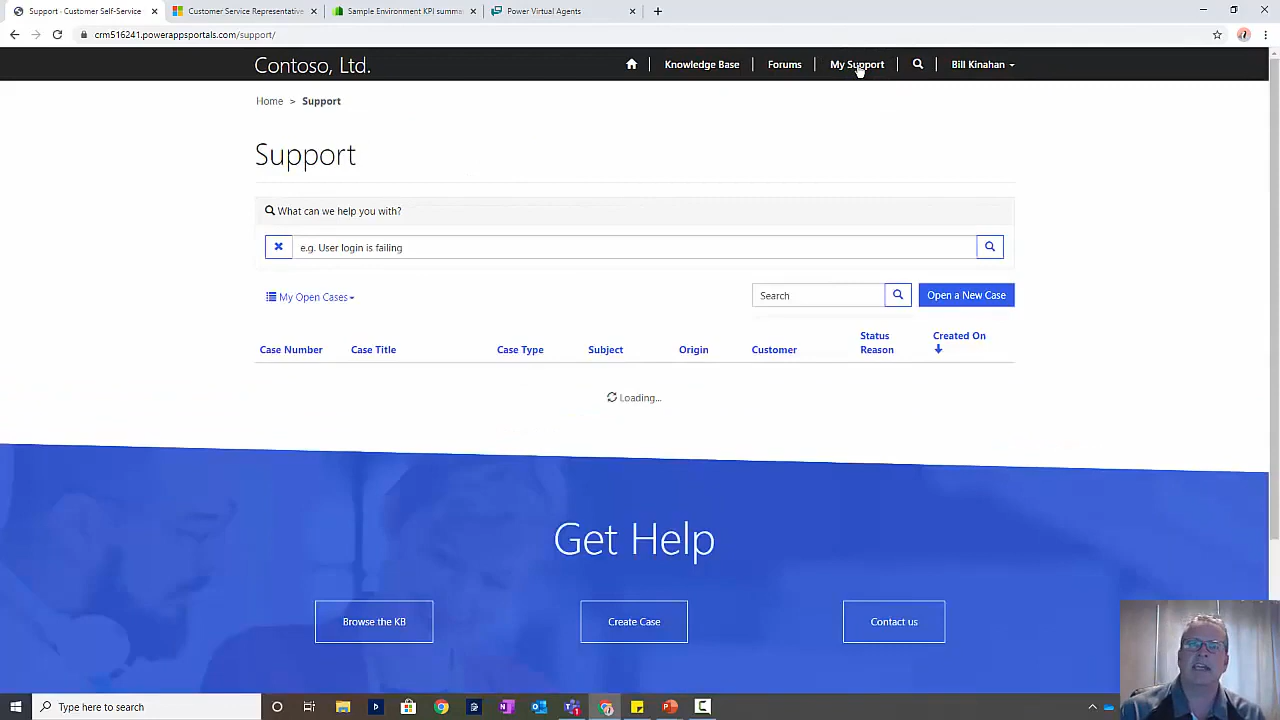 Support - Customer Self-Service
Customer Service Representative
Sample Environment KPI summa
Power Virtual Agents
crm516241.powerappsportals.com/support/
Contoso, Ltd.
Knowledge Base
Forums
My Support
Bill Kinahan
Home > Support
Support
What can we help you with?
e.g. User login is failing
My Open Cases
Search
Open a New Case
Case Number
Case Title
Case Type
Subject
Origin
Customer
Status
Reason
Created On
Loading...
Get Help
Browse the KB
Create Case
Contact us
Type here to search